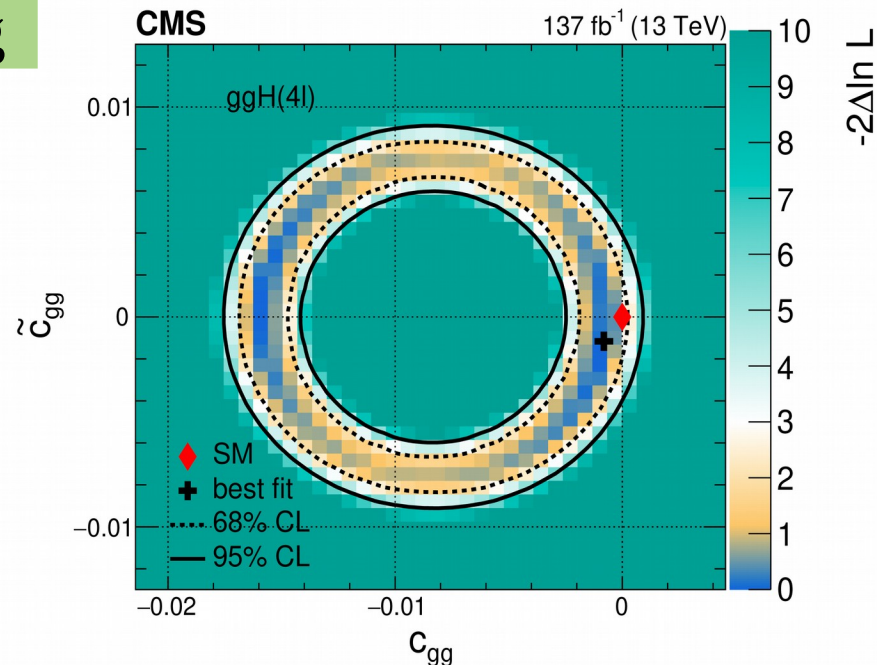 g
CMS
137 fb⁻¹ (13 TeV)
ggH(4l)
SM
best fit
68% CL
95% CL
0.01
0
−0.01
c̃gg
−0.02
−0.01
0
cgg
10
9
8
7
6
5
4
3
2
1
0
-2Δln L